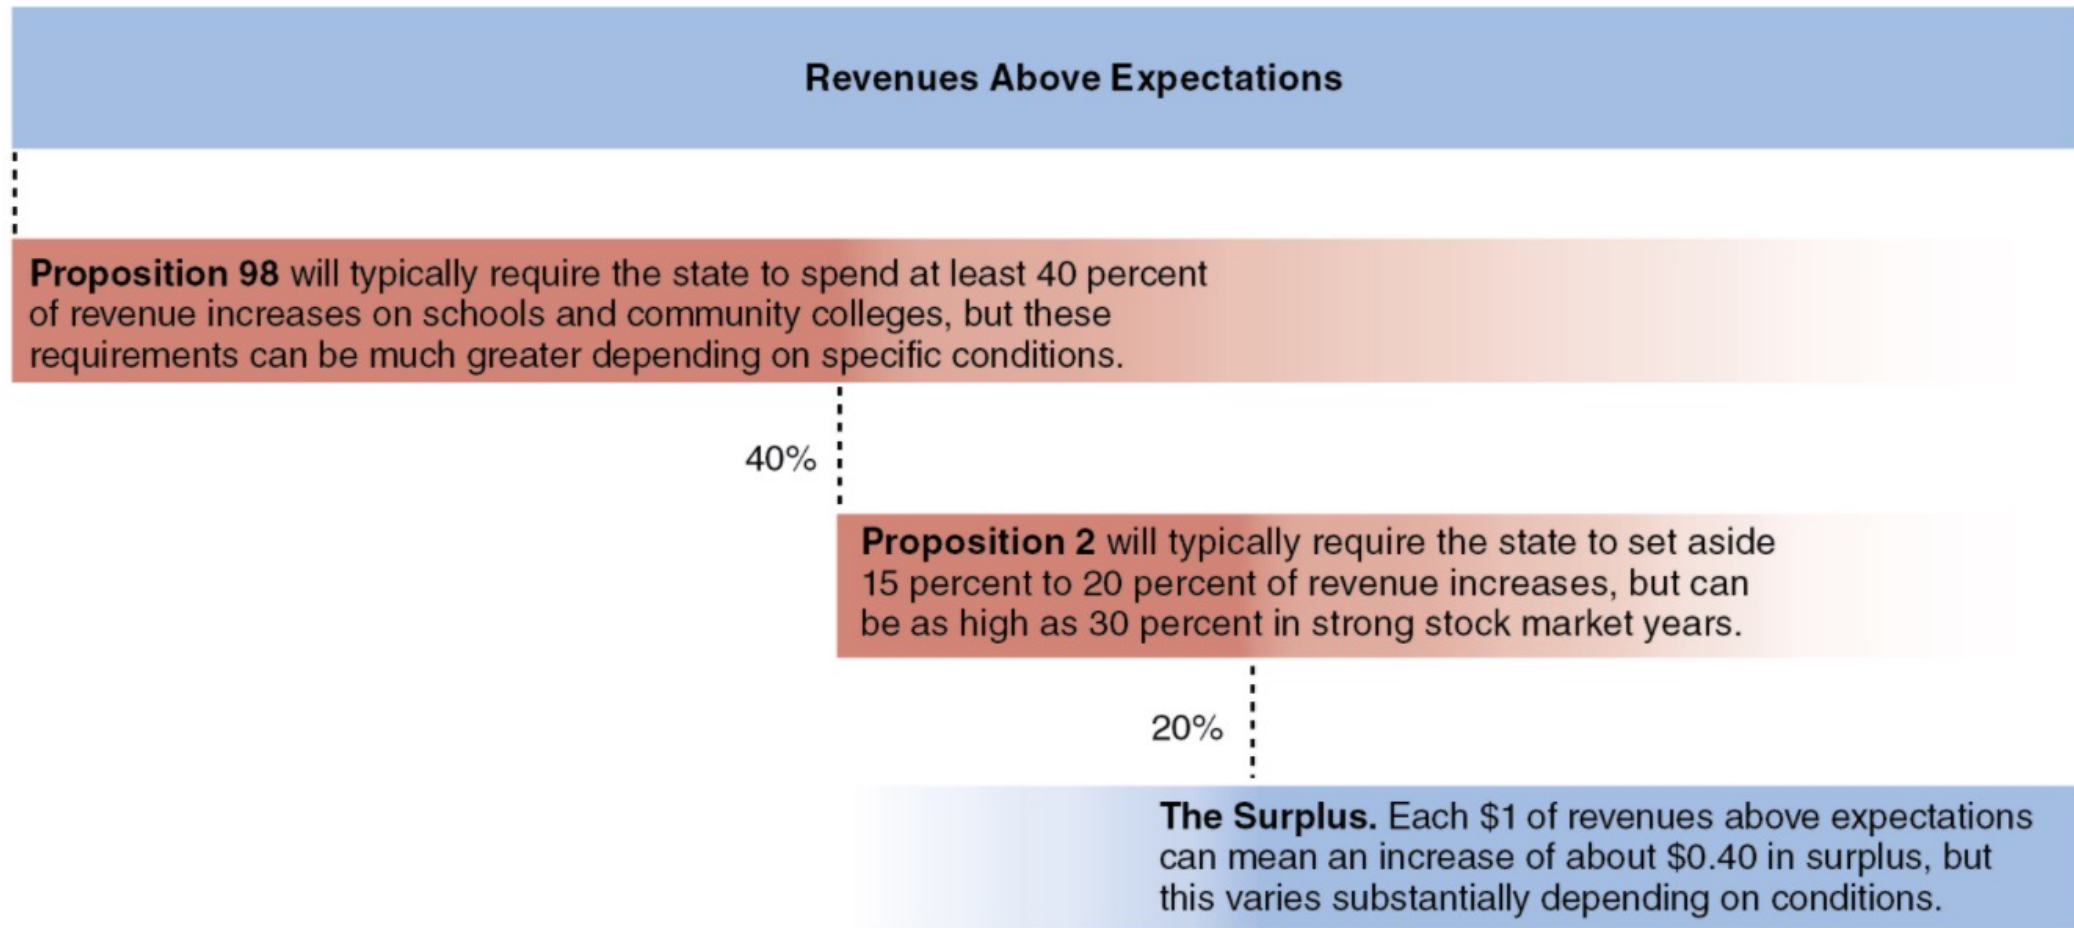 Revenues Above Expectations
Proposition 98 will typically require the state to spend at least 40 percent
of revenue increases on schools and community colleges, but these
requirements can be much greater depending on specific conditions.
40%
Proposition 2 will typically require the state to set aside
15 percent to 20 percent of revenue increases, but can
be as high as 30 percent in strong stock market years.
20%
The Surplus. Each $1 of revenues above expectations
can mean an increase of about $0.40 in surplus, but
this varies substantially depending on conditions.